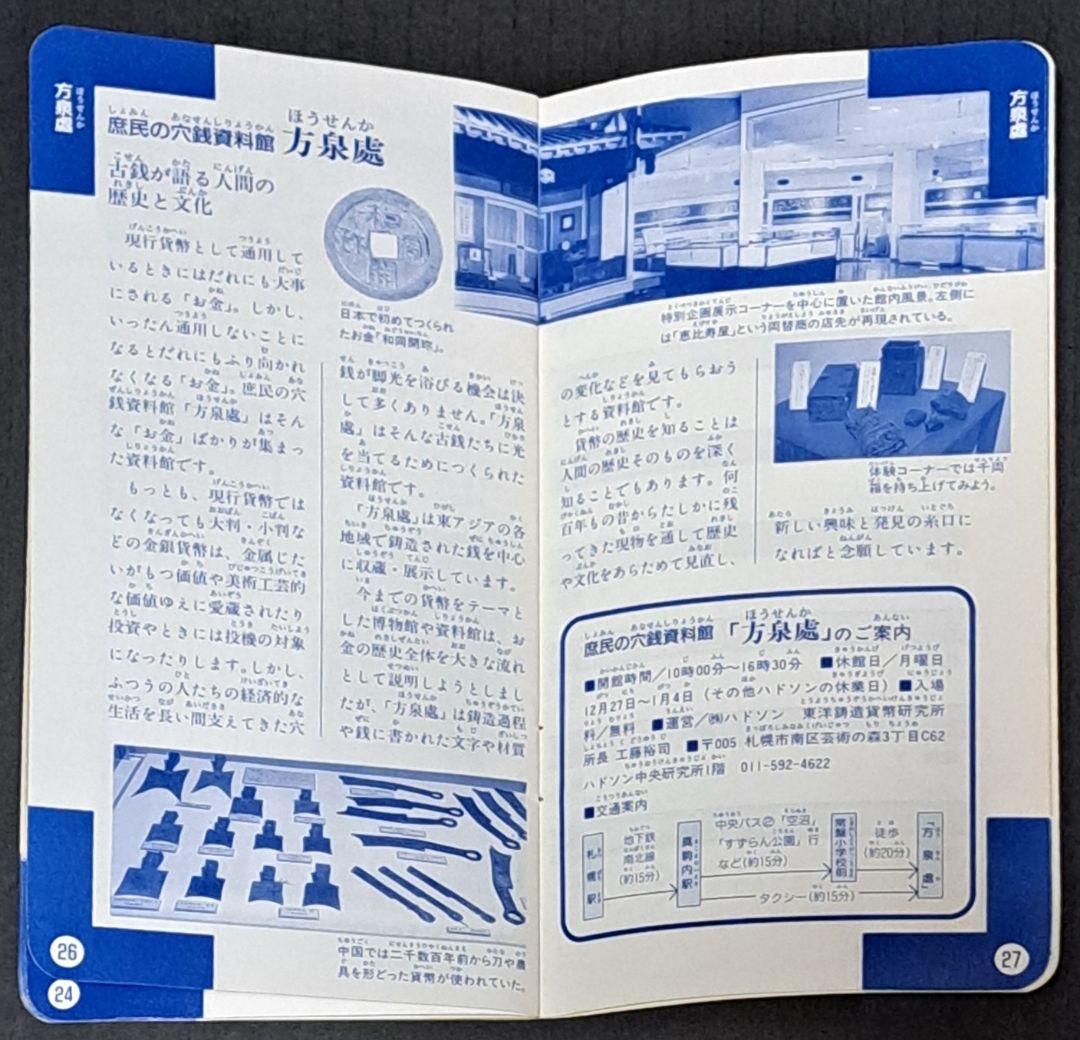 方泉處
庶民の穴銭資料館 方泉處
古銭が語る人間の
歴史と文化
現行貨幣として通用して
いるときにはだれにも大事
にされる「お金」。しかし、
いったん通用しないことに
なるとだれにもふり向かれ
なくなる「お金」。庶民の穴
銭資料館「方泉處」はそん
な「お金」ばかりが集まっ
た資料館です。
もっとも、現行貨幣では
なくなっても大判・小判な
どの金銀貨幣は、金属じた
いがもつ価値や美術工芸的
な価値ゆえに愛蔵されたり
投資やときには投機の対象
になったりします。しかし、
ふつうの人たちの経済的な
生活を長い間支えてきた穴
日本で初めてつくられ
たお金「和同開珎」。
銭が脚光を浴びる機会は決
して多くありません。「方泉
處」はそんな古銭たちに光
を当てるためにつくられた
資料館です。
「方泉處」は東アジアの各
地域で鋳造された銭を中心
に収蔵・展示しています。
今までの貨幣をテーマと
した博物館や資料館は、お
金の歴史全体を大きな流れ
として説明しようとしまし
たが、「方泉處」は鋳造過程
や銭に書かれた文字や材質
中国では二千数百年前から刀や農
具を形どった貨幣が使われていた。
26
24
方泉處
特別企画展示コーナーを中心に置いた館内風景。左側に
は「恵比寿屋」という両替商の店先が再現されている。
の変化などを見てもらおう
とする資料館です。
貨幣の歴史を知ることは
人間の歴史そのものを深く
知ることでもあります。何
百年もの昔からたしかに残
ってきた現物を通して歴史
や文化をあらためて見直し、
体験コーナーでは千両
箱を持ち上げてみよう。
新しい興味と発見の糸口に
なればと念願しています。
庶民の穴銭資料館「方泉處」のご案内
■開館時間／10時00分～16時30分 ■休館日／月曜日
12月27日～1月4日（その他ハドソンの休業日）■入場
料／無料 ■運営／㈱ハドソン 東洋鋳造貨幣研究所
所長 工藤裕司 ■〒005 札幌市南区芸術の森3丁目C62
ハドソン中央研究所1階 011-592-4622
■交通案内
札幌駅
地下鉄
南北線
（約15分）
真駒内駅
中央バス②「空沼」
「すずらん公園」行
など（約15分）
常盤小学校前
徒歩
（約20分）
「方泉處」
タクシー（約15分）
27